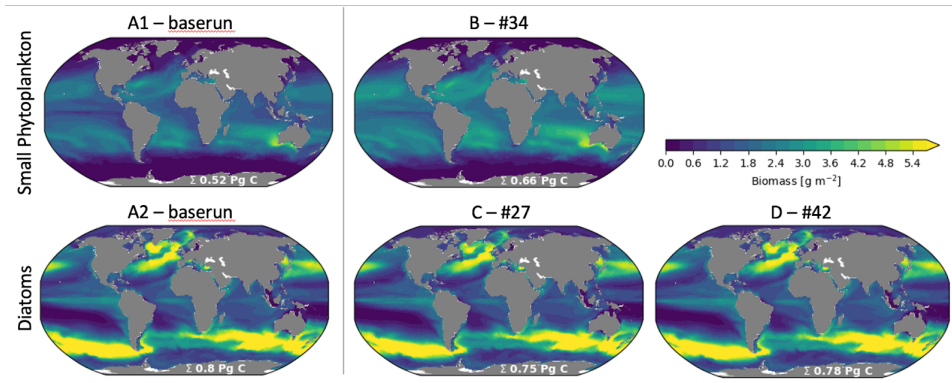 A1 – baserun
B – #34
Small Phytoplankton
Σ 0.52 Pg C
Σ 0.66 Pg C
0.0 0.6 1.2 1.8 2.4 3.0 3.6 4.2 4.8 5.4
Biomass [g m⁻²]
A2 – baserun
C – #27
D – #42
Diatoms
Σ 0.8 Pg C
Σ 0.75 Pg C
Σ 0.78 Pg C